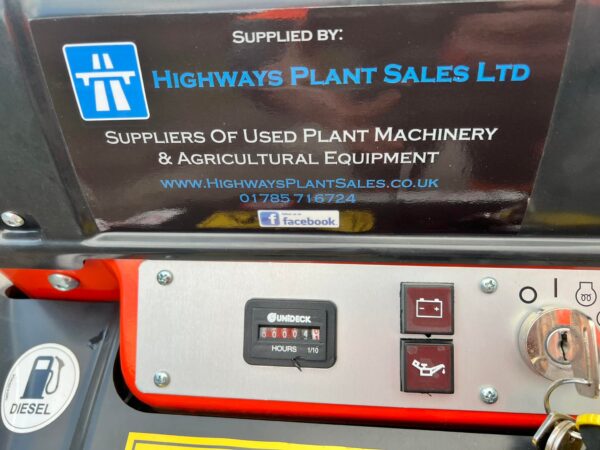 SUPPLIED BY:
HIGHWAYS PLANT SALES LTD
SUPPLIERS OF USED PLANT MACHINERY
& AGRICULTURAL EQUIPMENT
WWW.HIGHWAYSPLANTSALES.CO.UK
01785 716724
facebook
UNIDECK
HOURS 1/10
DIESEL